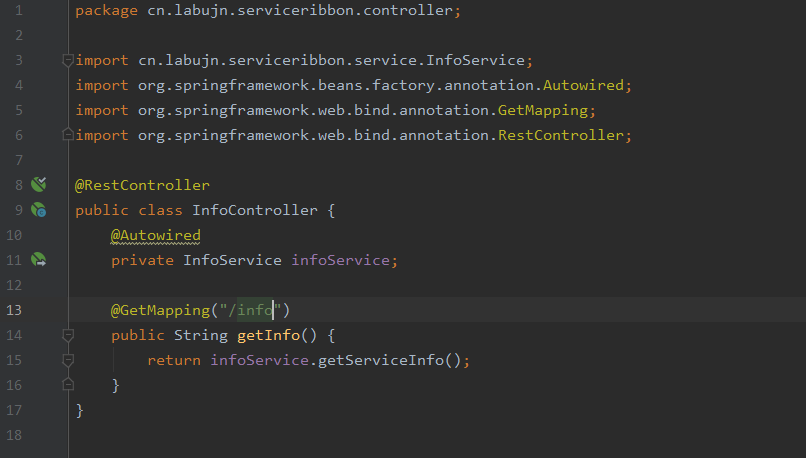 1 package cn.labujn.serviceribbon.controller;
2
3 import cn.labujn.serviceribbon.service.InfoService;
4 import org.springframework.beans.factory.annotation.Autowired;
5 import org.springframework.web.bind.annotation.GetMapping;
6 import org.springframework.web.bind.annotation.RestController;
7
8 @RestController
9 public class InfoController {
10     @Autowired
11     private InfoService infoService;
12
13     @GetMapping("/info")
14     public String getInfo() {
15         return infoService.getServiceInfo();
16     }
17 }
18